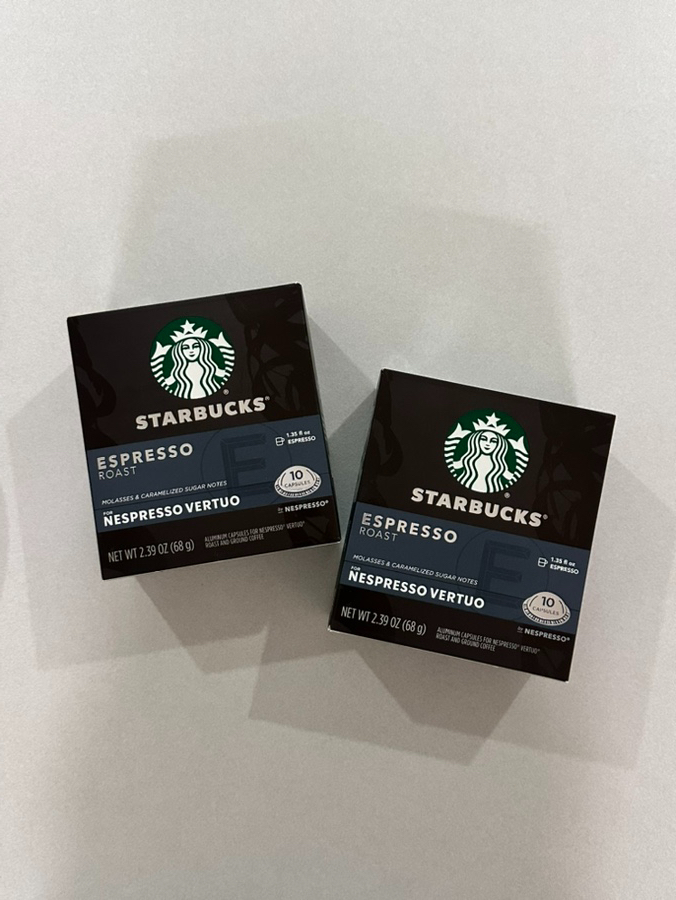 STARBUCKS®
ESPRESSO
ROAST
1.35 fl oz
ESPRESSO
10
CAPSULES
MOLASSES & CARAMELIZED SUGAR NOTES
FOR
NESPRESSO VERTUO
by NESPRESSO®
NET WT 2.39 OZ (68 g)
ALUMINUM CAPSULES FOR NESPRESSO® VERTUO®
ROAST AND GROUND COFFEE
STARBUCKS®
ESPRESSO
ROAST
1.35 fl oz
ESPRESSO
10
CAPSULES
MOLASSES & CARAMELIZED SUGAR NOTES
FOR
NESPRESSO VERTUO
by NESPRESSO®
NET WT 2.39 OZ (68 g)
ALUMINUM CAPSULES FOR NESPRESSO® VERTUO®
ROAST AND GROUND COFFEE